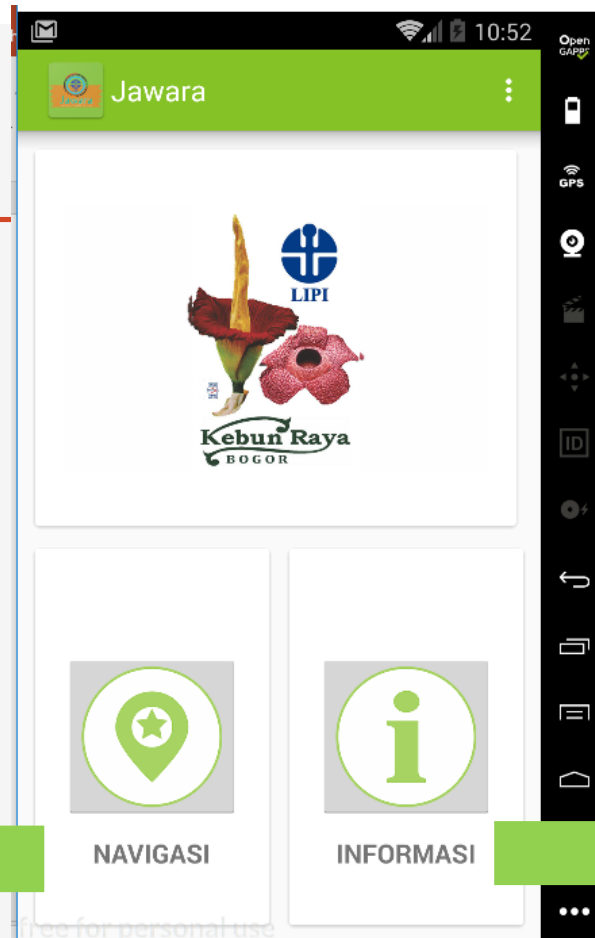 10:52
Open
GAPPS
Jawara
GPS
LIPI
Kebun Raya
BOGOR
ID
NAVIGASI
INFORMASI
free for personal use